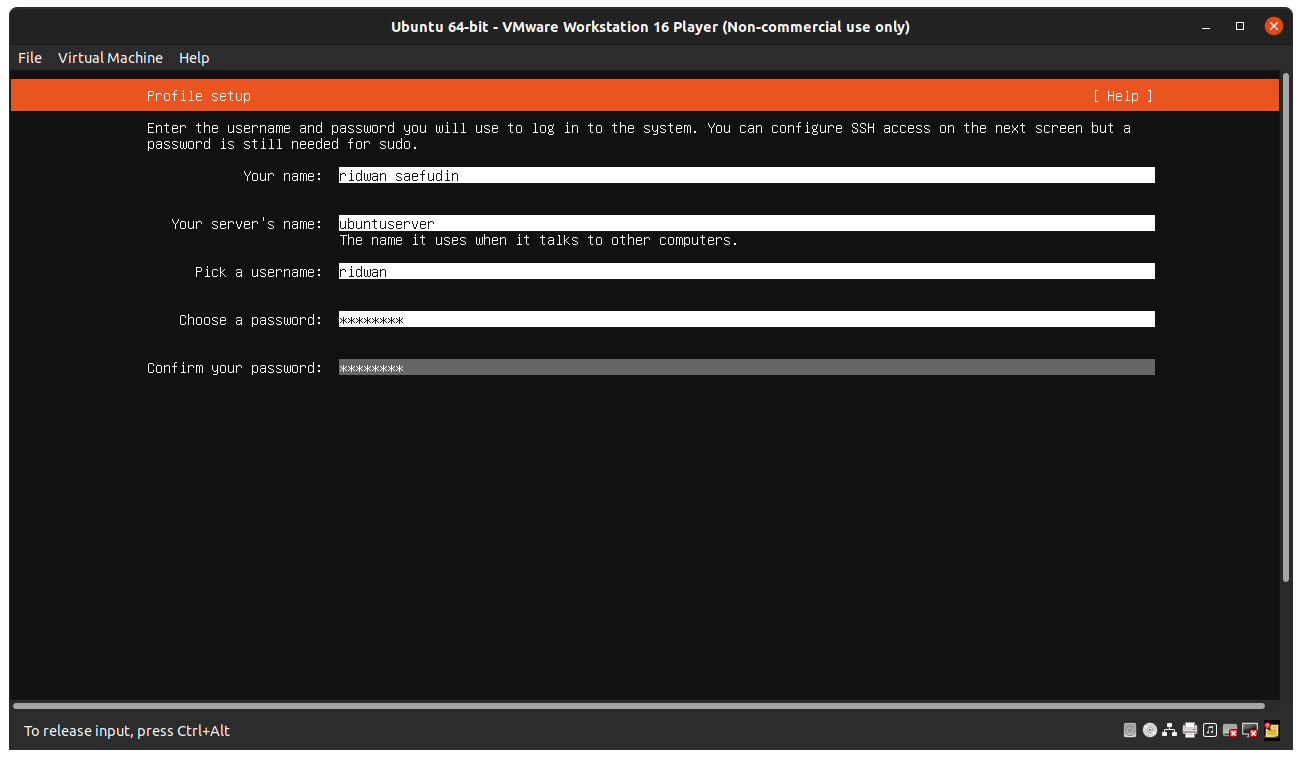 Ubuntu 64-bit - VMware Workstation 16 Player (Non-commercial use only)
File Virtual Machine Help
Profile setup [ Help ]
Enter the username and password you will use to log in to the system. You can configure SSH access on the next screen but a
password is still needed for sudo.
Your name: ridwan saefudin
Your server's name: ubuntuserver
The name it uses when it talks to other computers.
Pick a username: ridwan
Choose a password: ********
Confirm your password: ********
To release input, press Ctrl+Alt